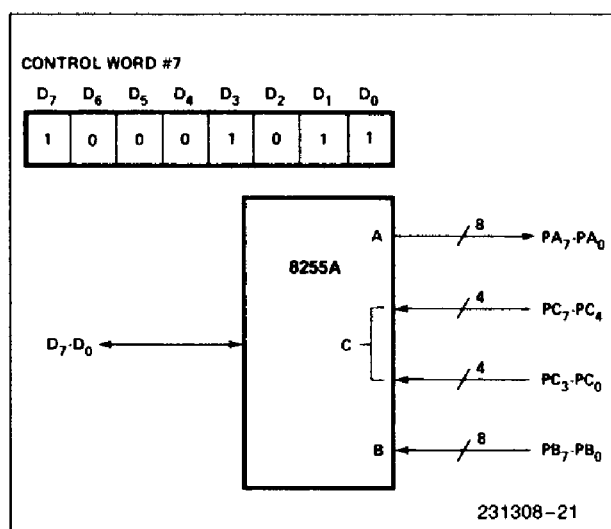 CONTROL WORD #7
D7 D6 D5 D4 D3 D2 D1 D0
1 0 0 0 1 0 1 1
A 8 PA7-PA0
8255A
4 PC7-PC4
D7-D0 C
4 PC3-PC0
B 8 PB7-PB0
231308-21